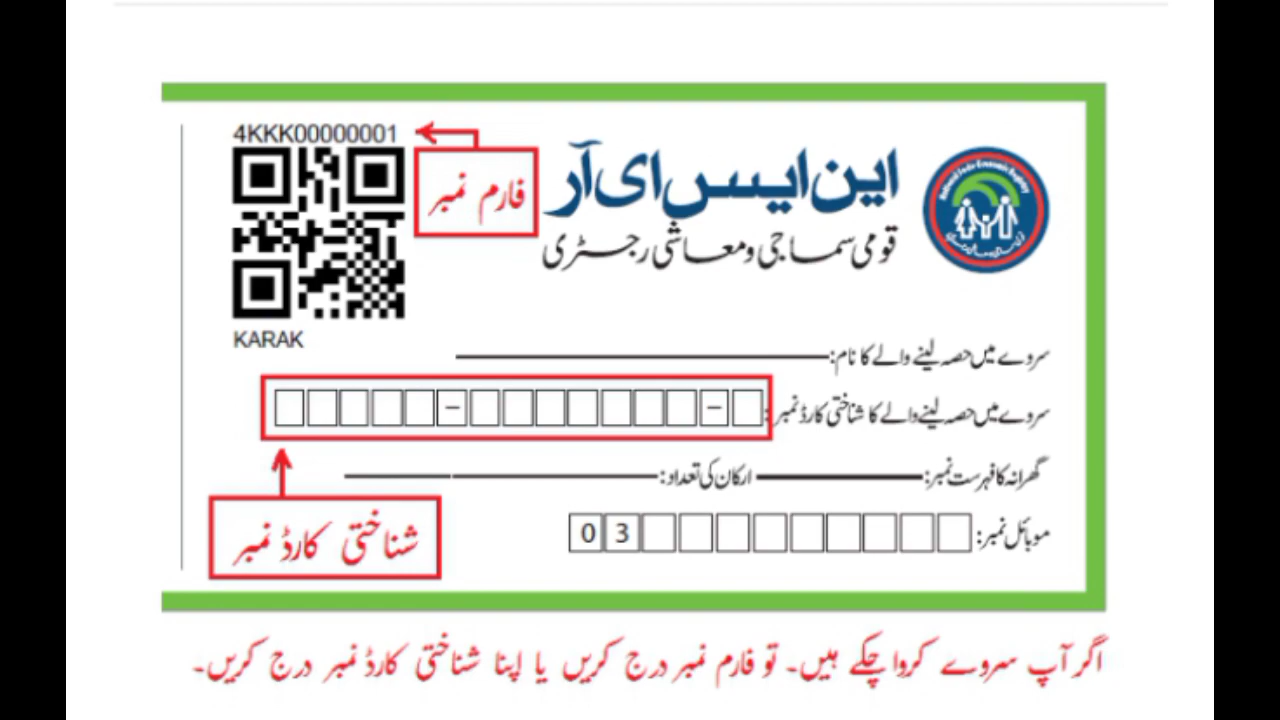 4KKK00000001
فارم نمبر
این ایس ای آر
قومی سماجی و معاشی رجسٹری
KARAK
سروے میں حصہ لینے والے کا نام:
سروے میں حصہ لینے والے کا شناختی کارڈ نمبر:
گھرانہ کا فہرست نمبر: ارکان کی تعداد:
موبائل نمبر: 03
شناختی کارڈ نمبر
اگر آپ سروے کروا چکے ہیں۔ تو فارم نمبر درج کریں یا اپنا شناختی کارڈ نمبر درج کریں۔